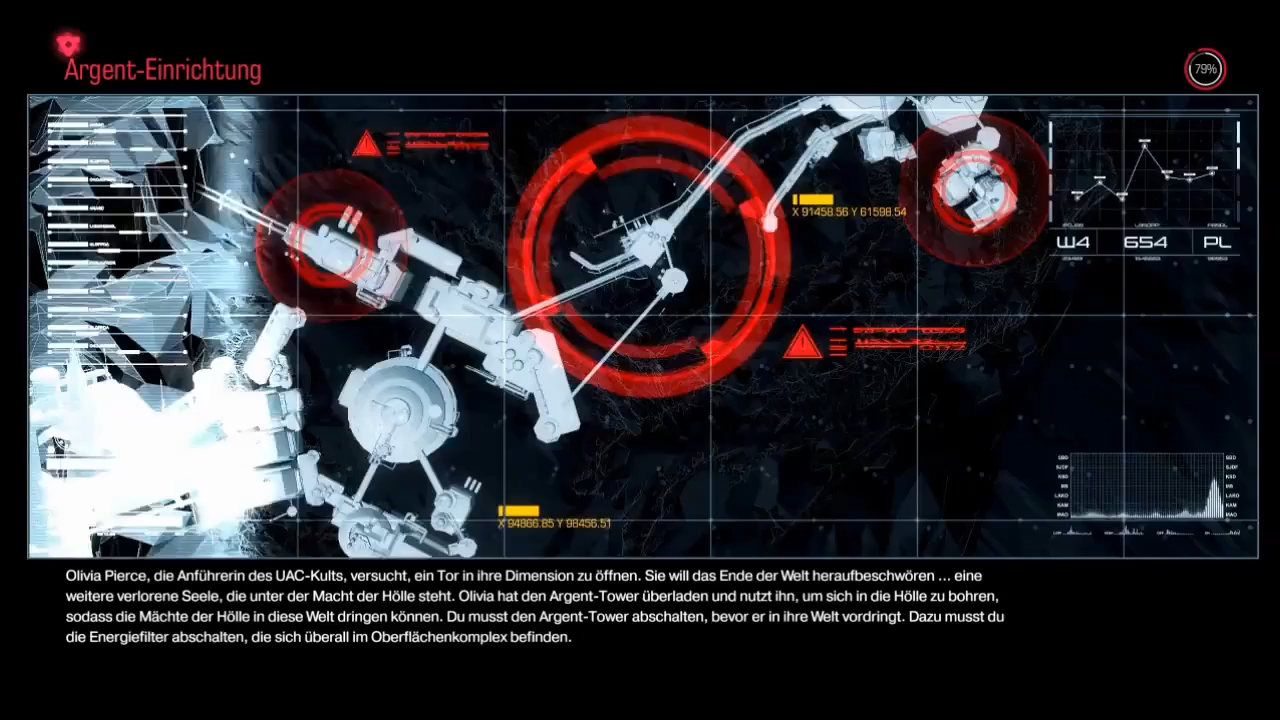 Argent-Einrichtung
79%
X 91458.56 Y 61598.54
W4
654
PL
X 94866.85 Y 98456.51
Olivia Pierce, die Anführerin des UAC-Kults, versucht, ein Tor in ihre Dimension zu öffnen. Sie will das Ende der Welt heraufbeschwören ... eine
weitere verlorene Seele, die unter der Macht der Hölle steht. Olivia hat den Argent-Tower überladen und nutzt ihn, um sich in die Hölle zu bohren,
sodass die Mächte der Hölle in diese Welt dringen können. Du musst den Argent-Tower abschalten, bevor er in ihre Welt vordringt. Dazu musst du
die Energiefilter abschalten, die sich überall im Oberflächenkomplex befinden.